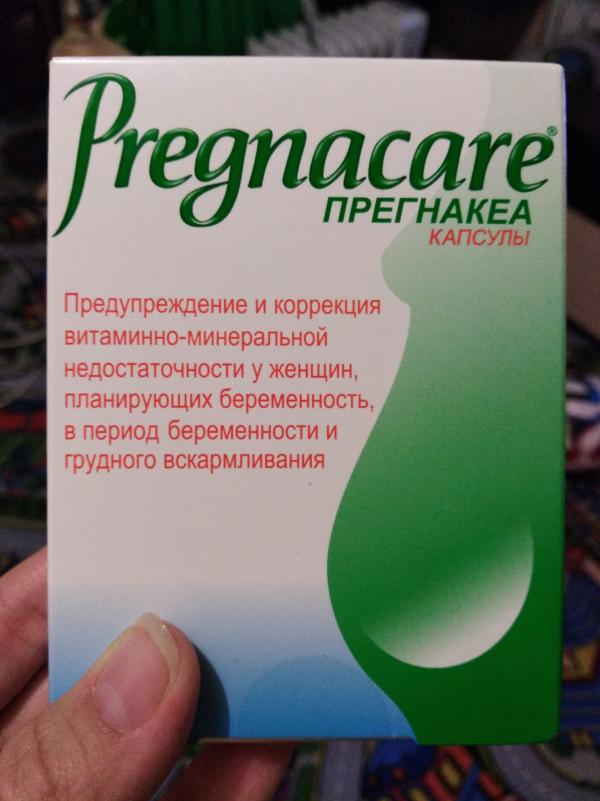 Pregnacare®
ПРЕГНАКЕА
КАПСУЛЫ
Предупреждение и коррекция
витаминно-минеральной
недостаточности у женщин,
планирующих беременность,
в период беременности и
грудного вскармливания